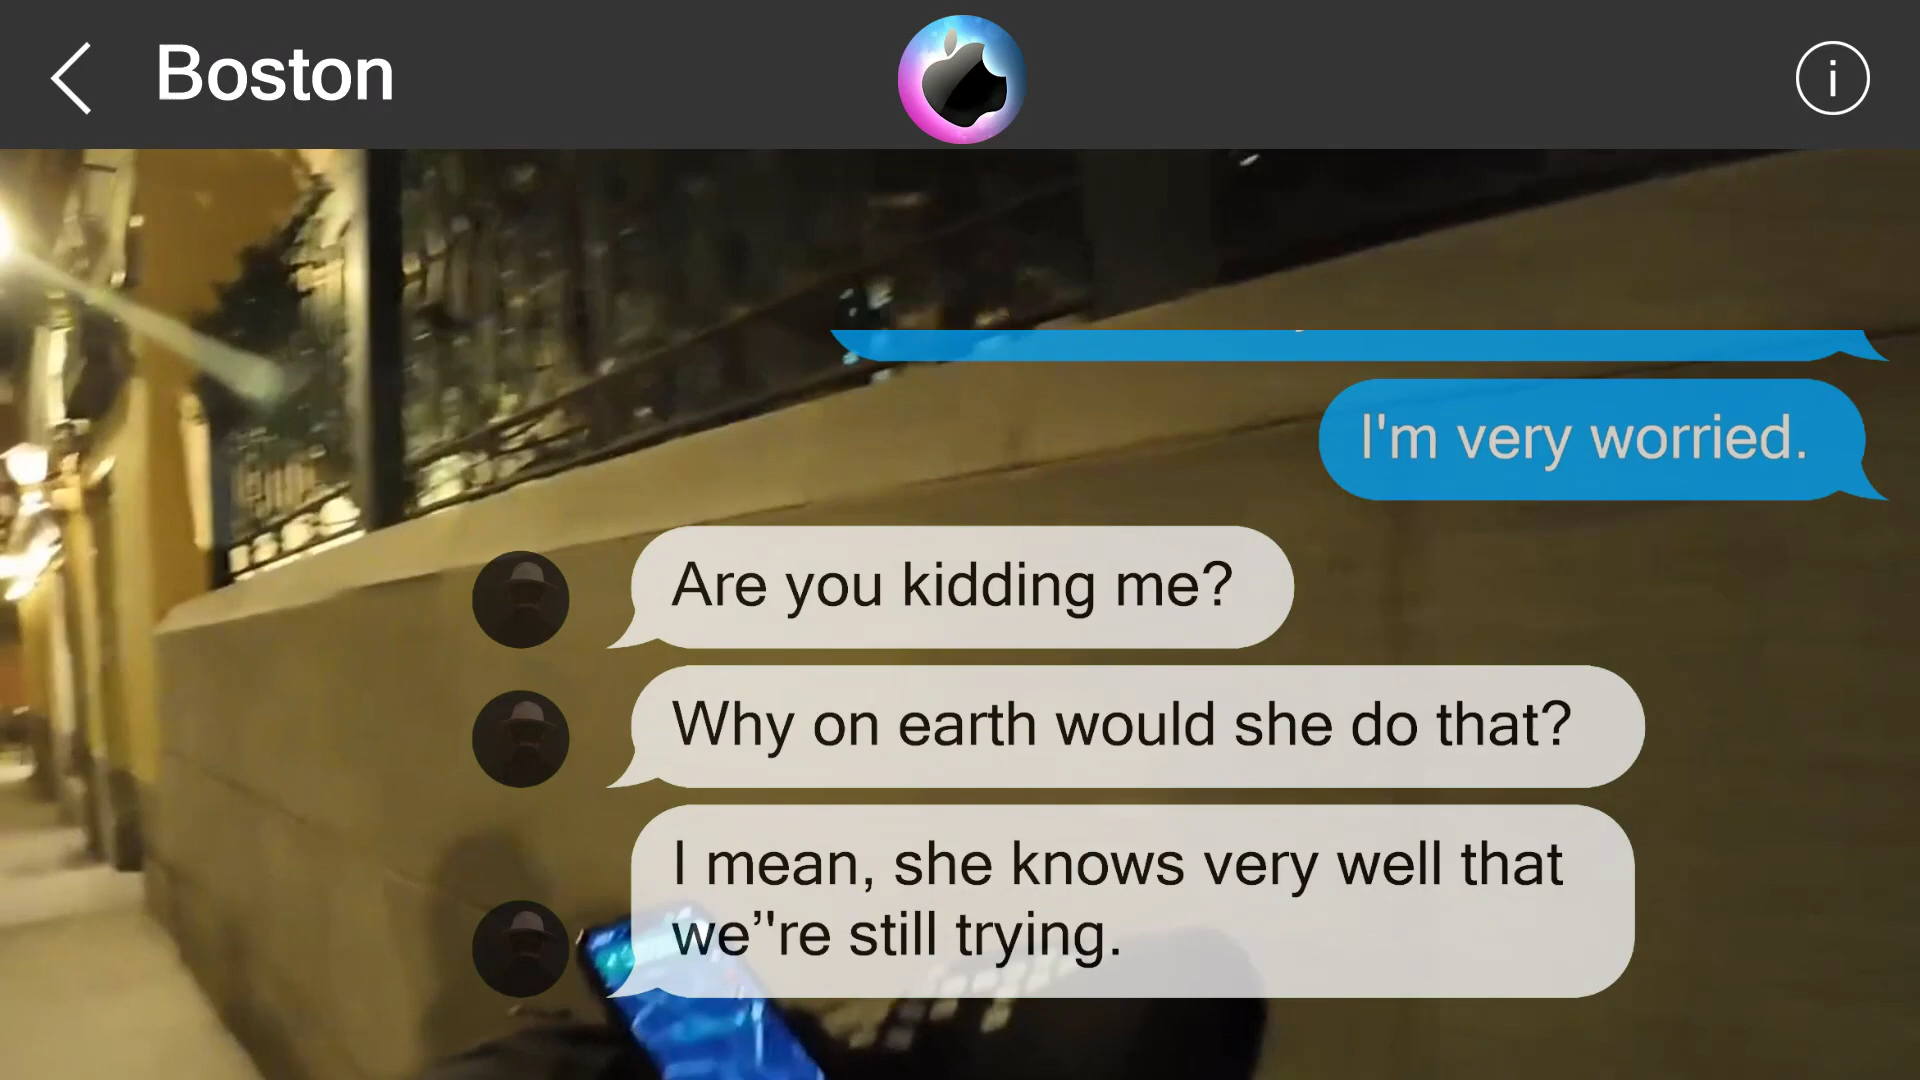 Boston
I'm very worried.
Are you kidding me?
Why on earth would she do that?
I mean, she knows very well that
we’'re still trying.